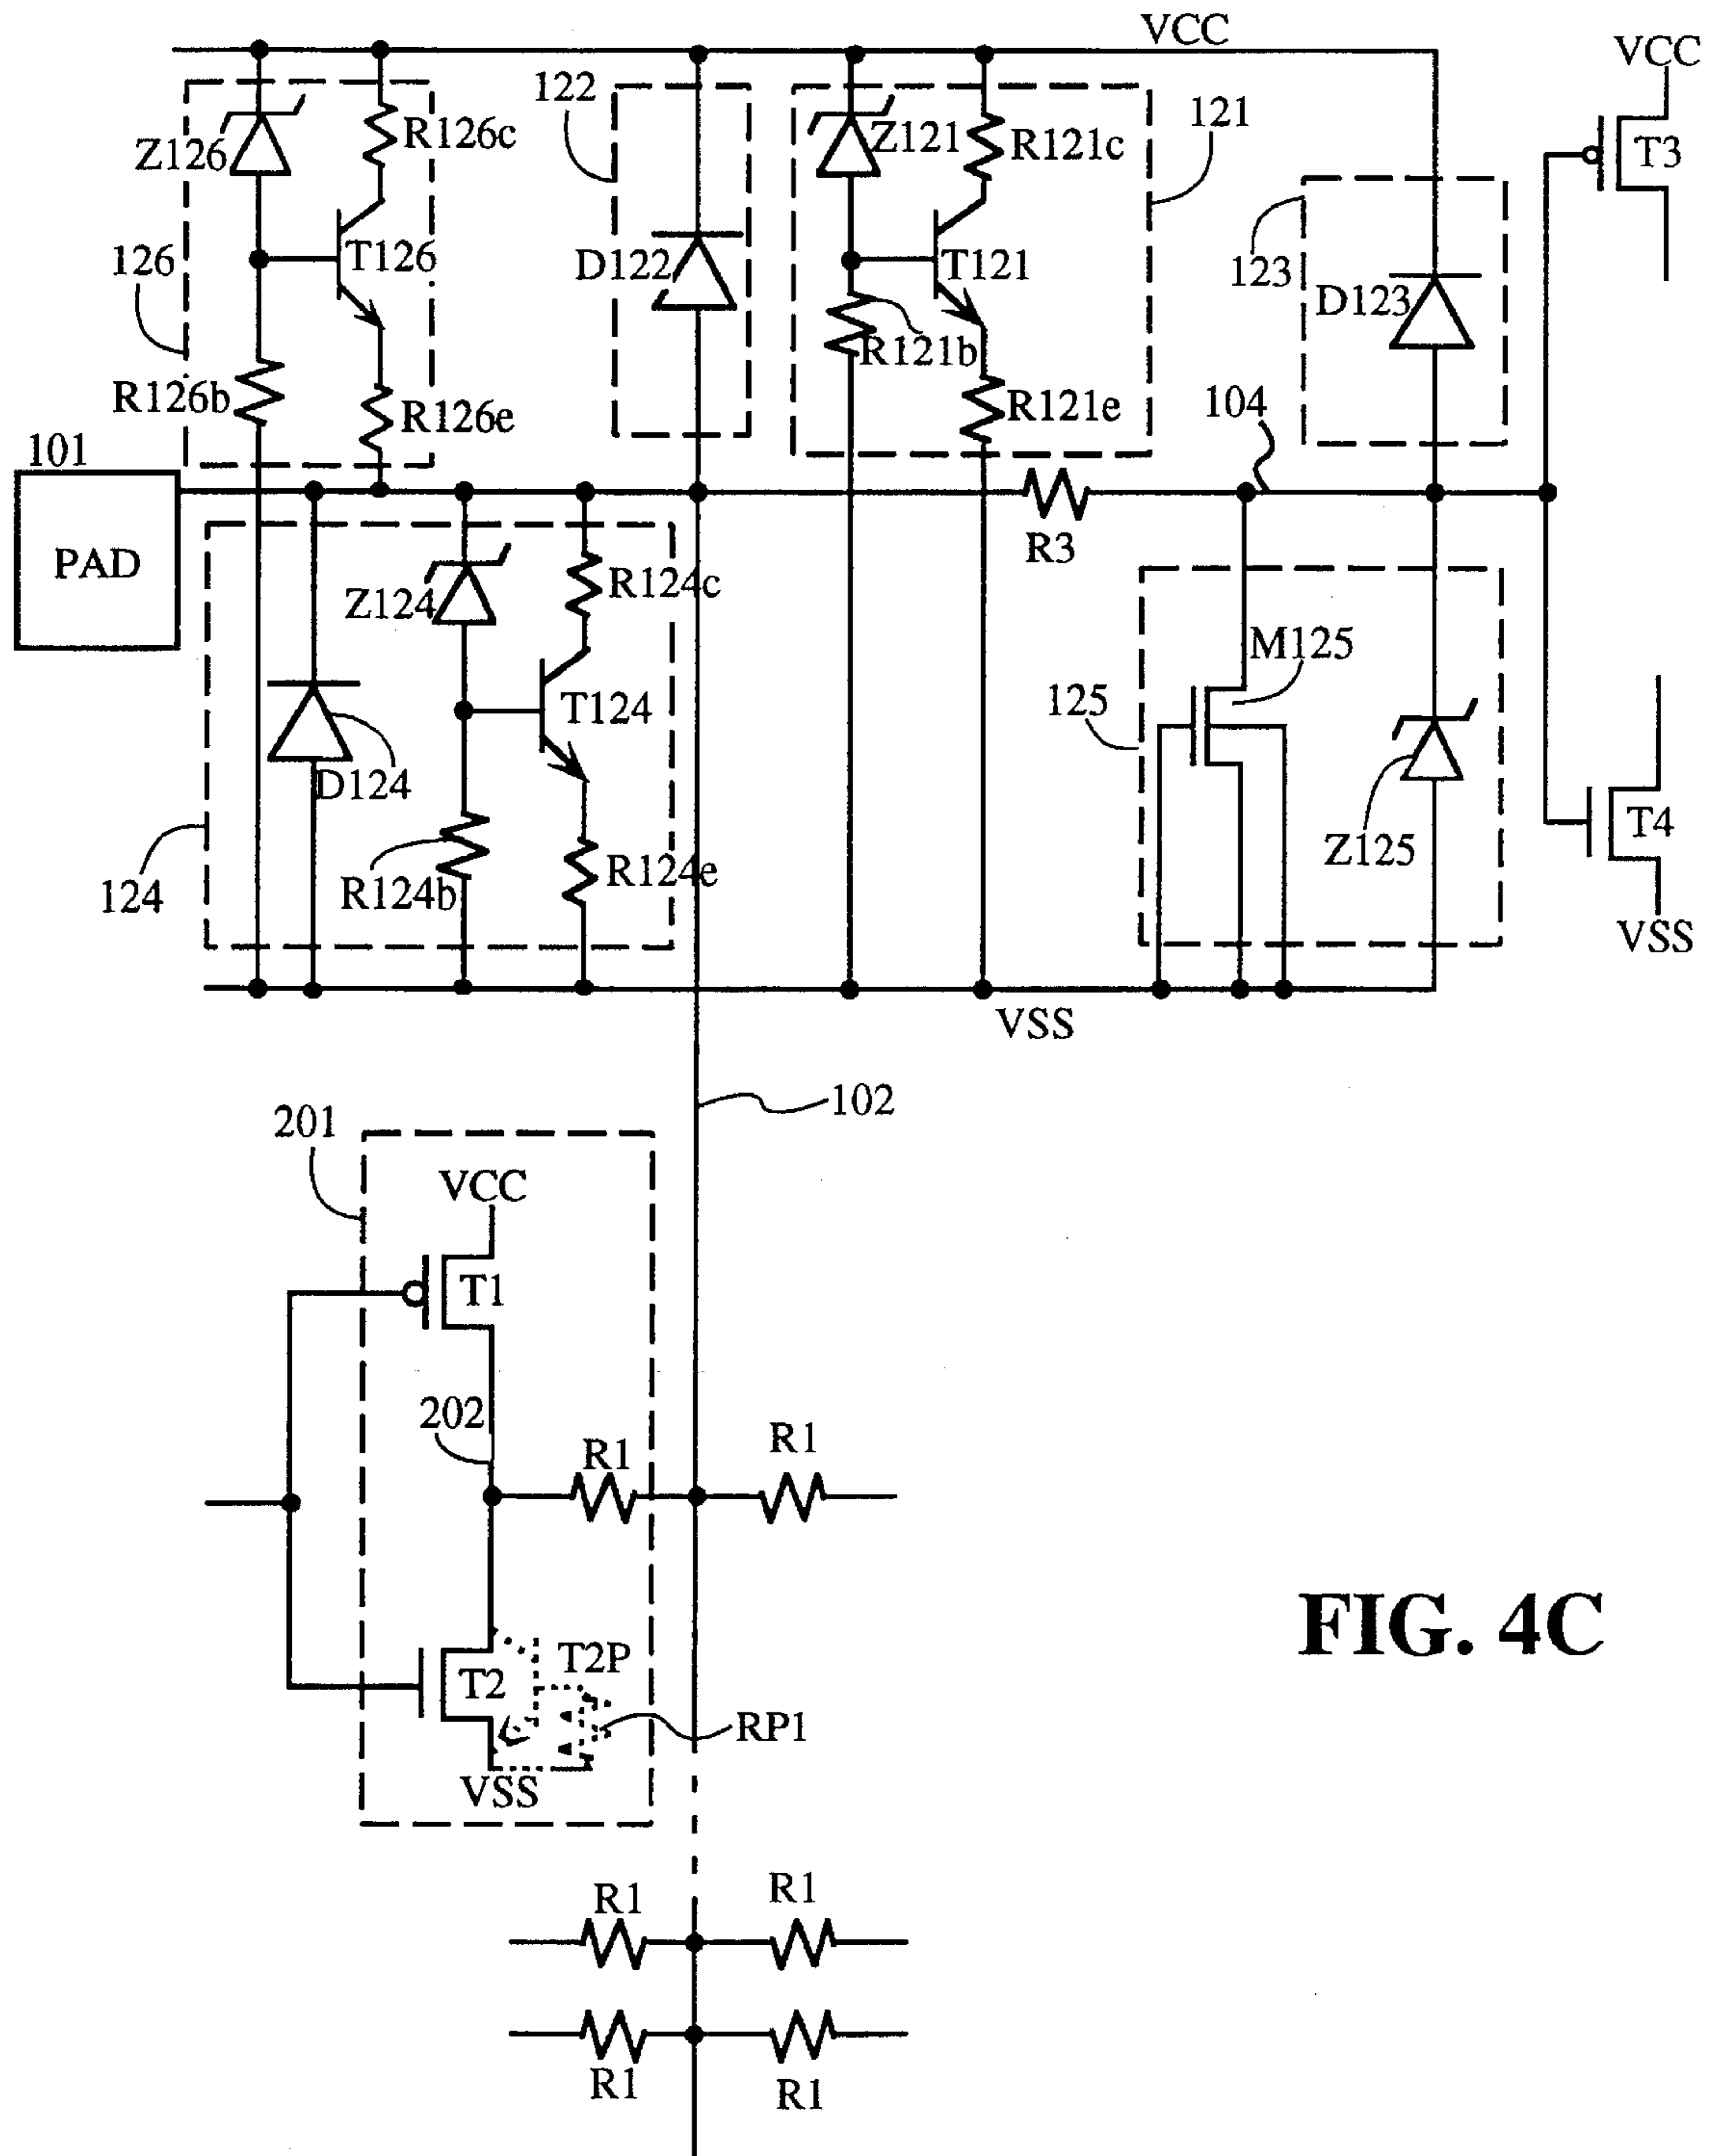 VCC
VCC
122
121
Z126
R126c
Z121
R121c
T3
123
126
T126
D122
T121
D123
R121b
R126b
R126e
R121e
104
101
PAD
R3
Z124
R124c
M125
125
T124
D124
Z125
T4
124
R124b
R124e
VSS
VSS
102
201
VCC
T1
202
R1
R1
T2
T2P
RP1
VSS
FIG. 4C
R1
R1
R1
R1